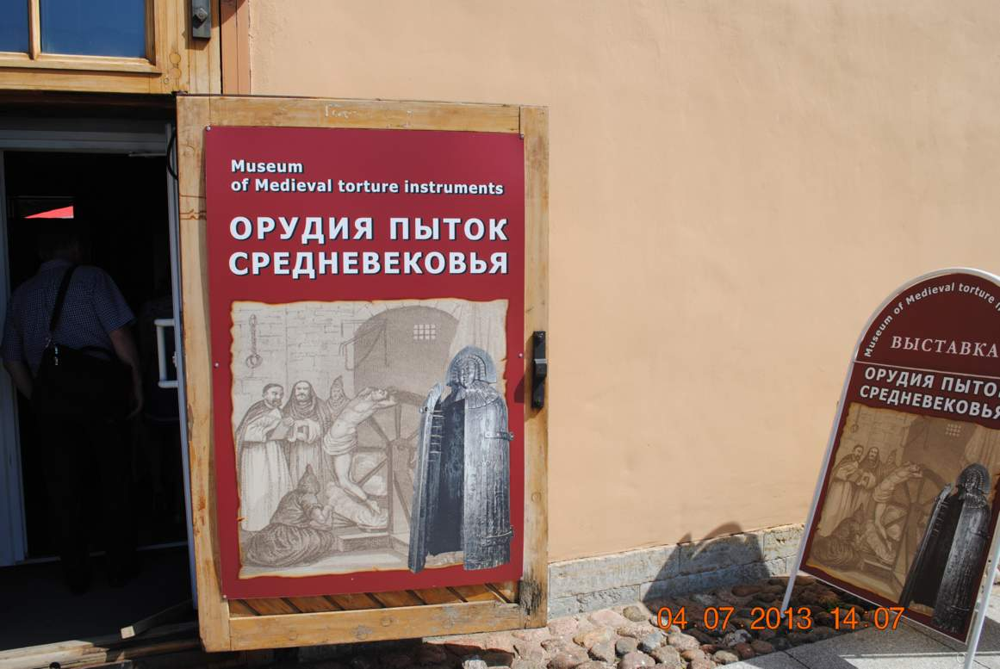 Museum
of Medieval torture instruments
ОРУДИЯ ПЫТОК
СРЕДНЕВЕКОВЬЯ
Museum of Medieval torture
ВЫСТАВКА
ОРУДИЯ ПЫТО
СРЕДНЕВЕКОВЬЯ
04.07.2013 14:07